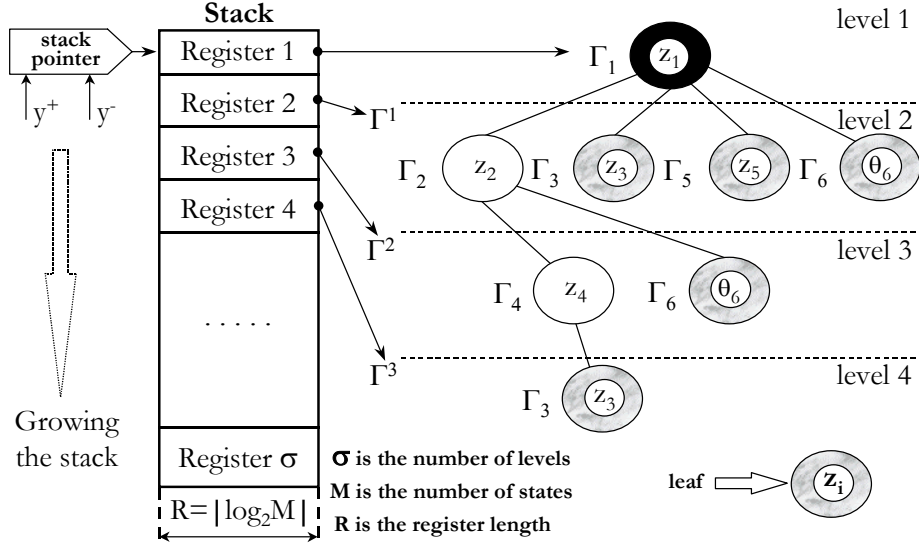 Stack
stack
pointer
y⁺ y⁻
Growing
the stack
Register 1
Register 2
Register 3
Register 4
. . . . .
Register σ
R=|log₂M|
Γ¹
Γ²
Γ³
level 1
Γ₁ z₁
level 2
Γ₂ z₂ Γ₃ z₃ Γ₅ z₅ Γ₆ θ₆
level 3
Γ₄ z₄ Γ₆ θ₆
level 4
Γ₃ z₃
σ is the number of levels
M is the number of states
R is the register length
leaf zᵢ